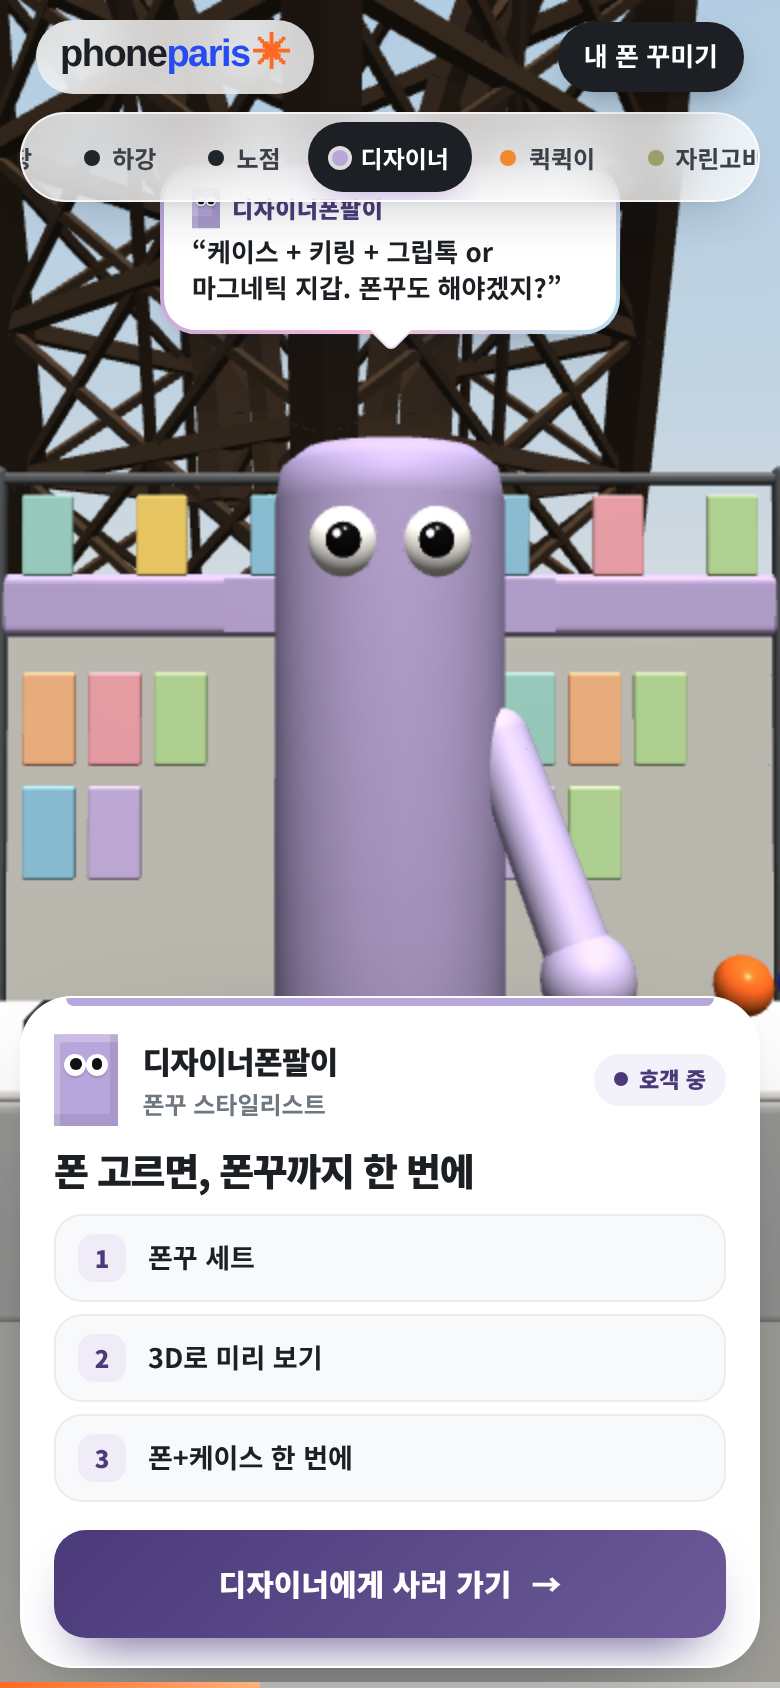 phoneparis
내 폰 꾸미기
하강
노점
디자이너
퀵퀵이
자린고비
디자이너폰팔이
“케이스 + 키링 + 그립톡 or
마그네틱 지갑. 폰꾸도 해야겠지?”
디자이너폰팔이
폰꾸 스타일리스트
호객 중
폰 고르면, 폰꾸까지 한 번에
1 폰꾸 세트
2 3D로 미리 보기
3 폰+케이스 한 번에
디자이너에게 사러 가기 →